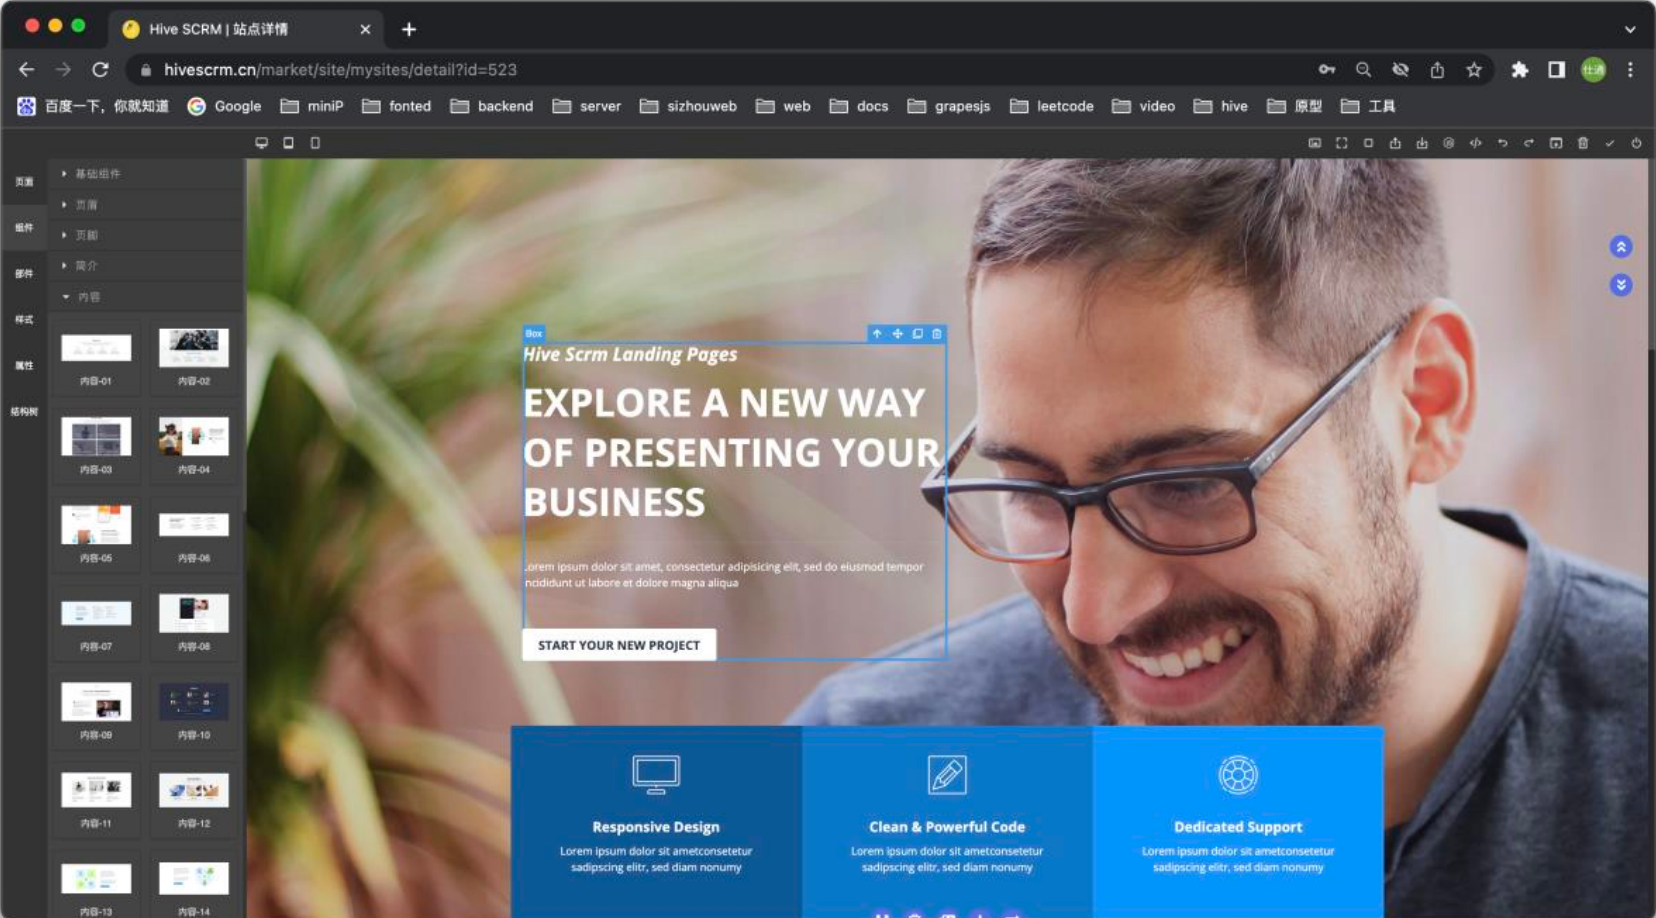 Hive SCRM | 站点详情
hivescrm.cn/market/site/mysites/detail?id=523
仕通
百度一下，你就知道 Google miniP fonted backend server sizhouweb web docs grapesjs leetcode video hive 原型 工具
页面
组件
部件
样式
属性
结构树
基础组件
页眉
页脚
简介
内容
内容-01 内容-02
内容-03 内容-04
内容-05 内容-06
内容-07 内容-08
内容-09 内容-10
内容-11 内容-12
内容-13 内容-14
Box
Hive Scrm Landing Pages
EXPLORE A NEW WAY
OF PRESENTING YOUR
BUSINESS
Lorem ipsum dolor sit amet, consectetur adipisicing elit, sed do eiusmod tempor
incididunt ut labore et dolore magna aliqua
START YOUR NEW PROJECT
Responsive Design
Lorem ipsum dolor sit ametconsetetur
sadipscing elitr, sed diam nonumy
Clean & Powerful Code
Lorem ipsum dolor sit ametconsetetur
sadipscing elitr, sed diam nonumy
Dedicated Support
Lorem ipsum dolor sit ametconsetetur
sadipscing elitr, sed diam nonumy